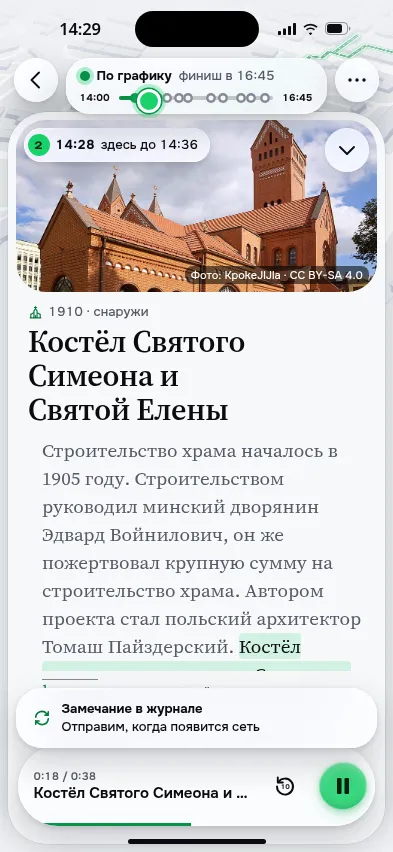 14:29
По графику финиш в 16:45
14:00 16:45
2 14:28 здесь до 14:36
Фото: KpokeJlJla · CC BY-SA 4.0
1910 · снаружи
Костёл Святого
Симеона и
Святой Елены
Строительство храма началось в
1905 году. Строительством
руководил минский дворянин
Эдвард Войнилович, он же
пожертвовал крупную сумму на
строительство храма. Автором
проекта стал польский архитектор
Томаш Пайздерский. Костёл
Замечание в журнале
Отправим, когда появится сеть
0:18 / 0:38
Костёл Святого Симеона и ...
10